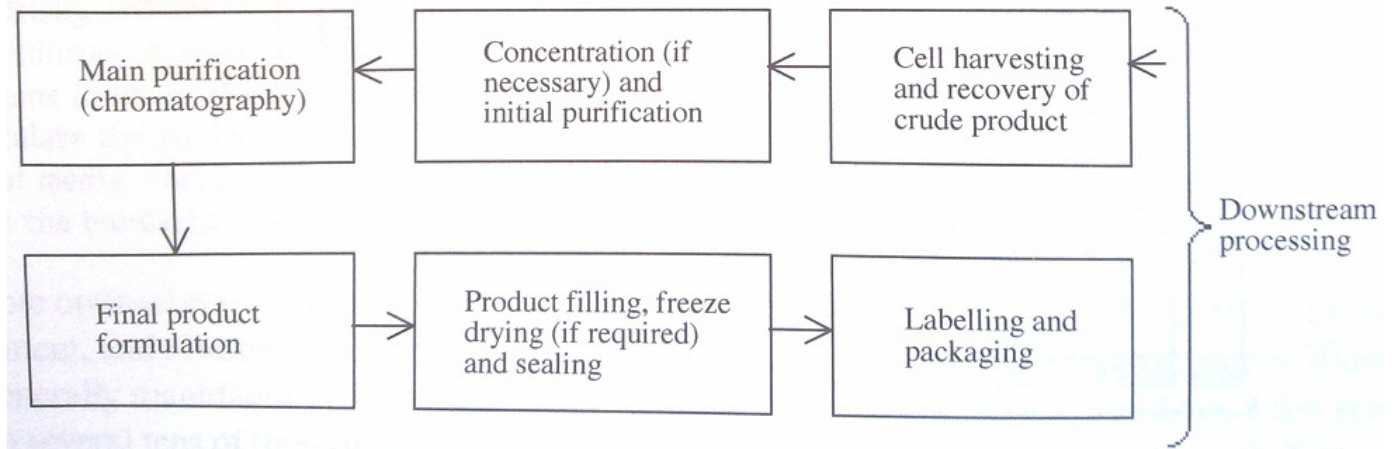 Main purification
(chromatography)
Concentration (if
necessary) and
initial purification
Cell harvesting
and recovery of
crude product
Downstream
processing
Final product
formulation
Product filling, freeze
drying (if required)
and sealing
Labelling and
packaging